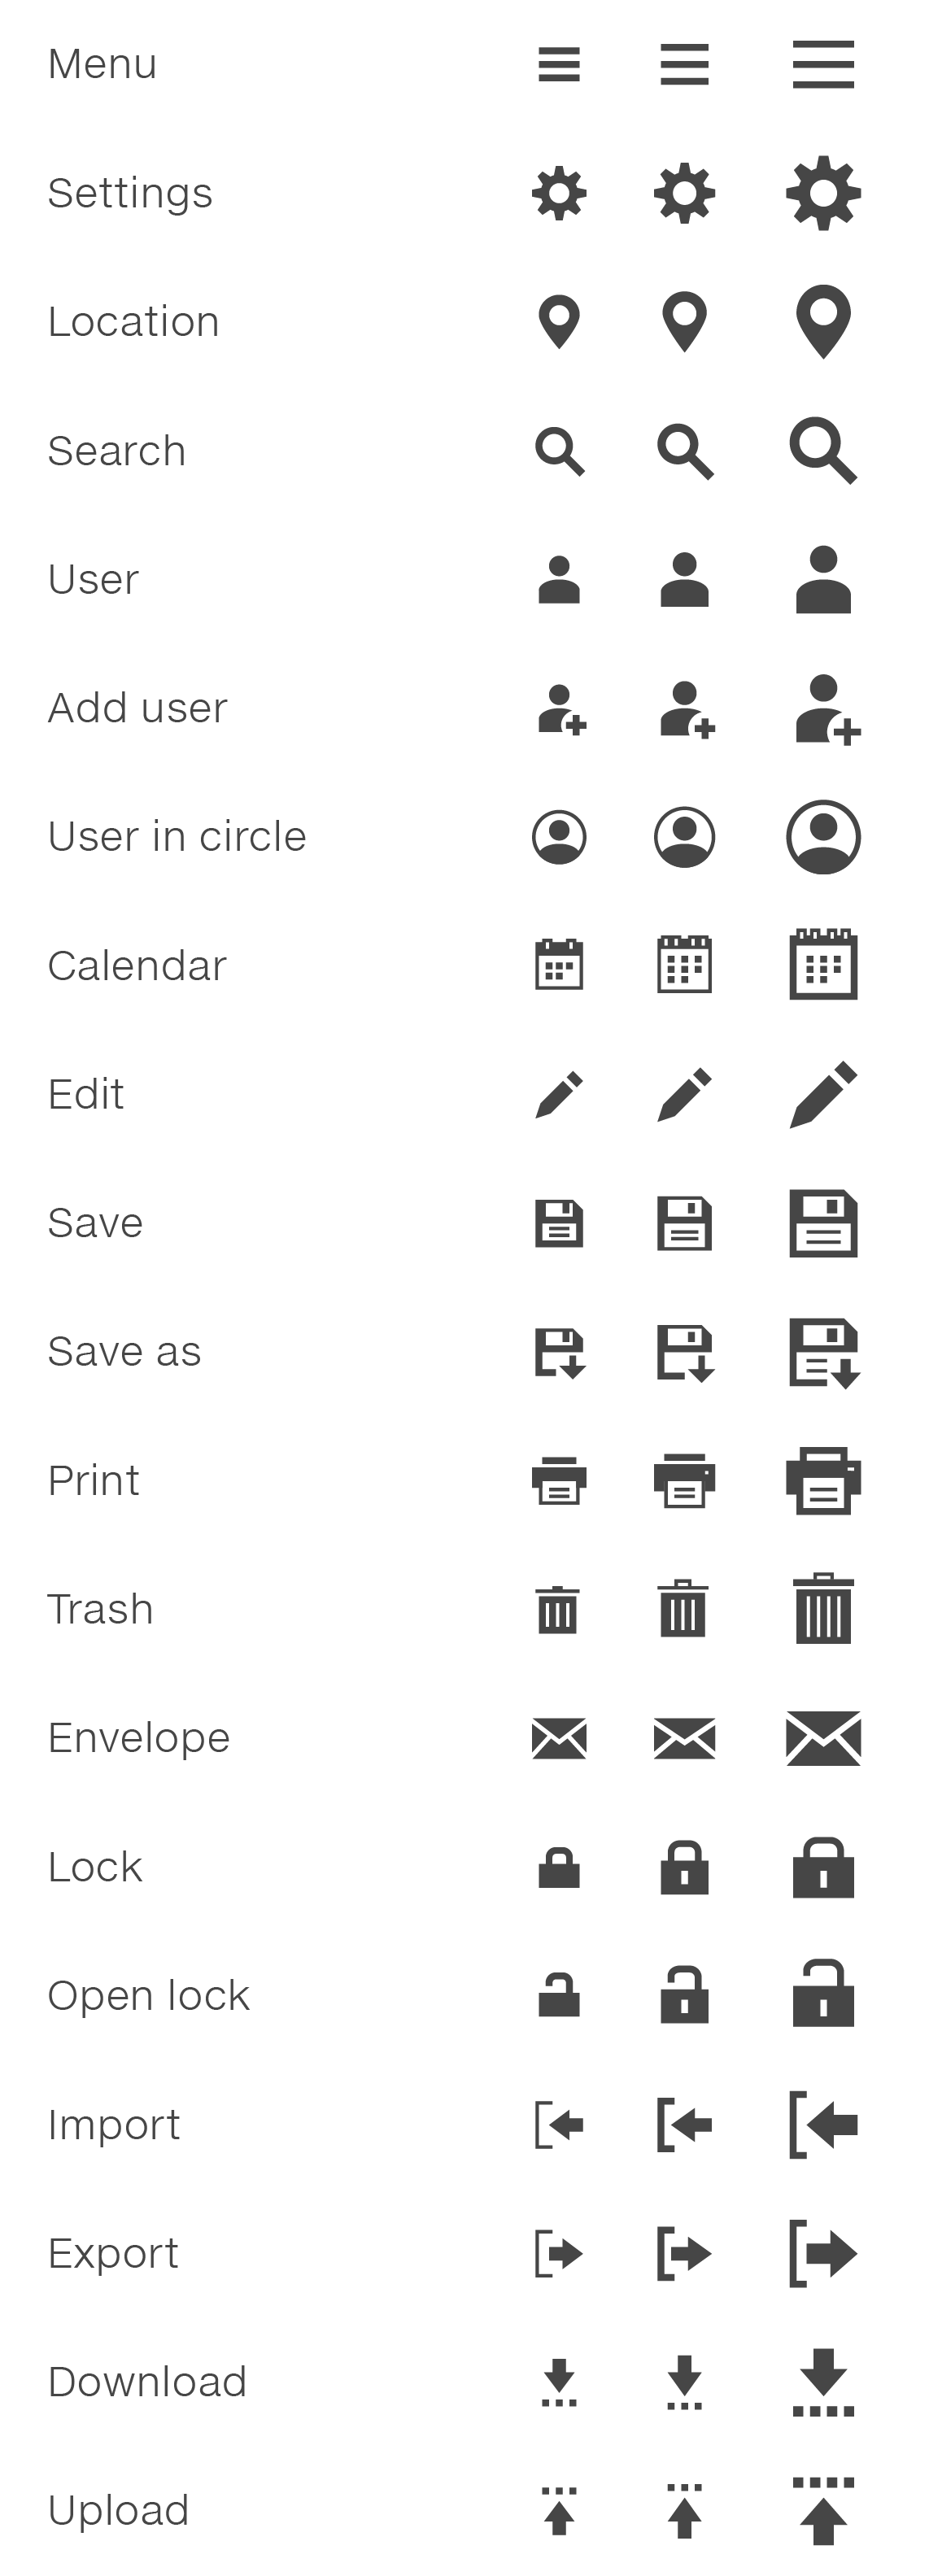 Menu
Settings
Location
Search
User
Add user
User in circle
Calendar
Edit
Save
Save as
Print
Trash
Envelope
Lock
Open lock
Import
Export
Download
Upload